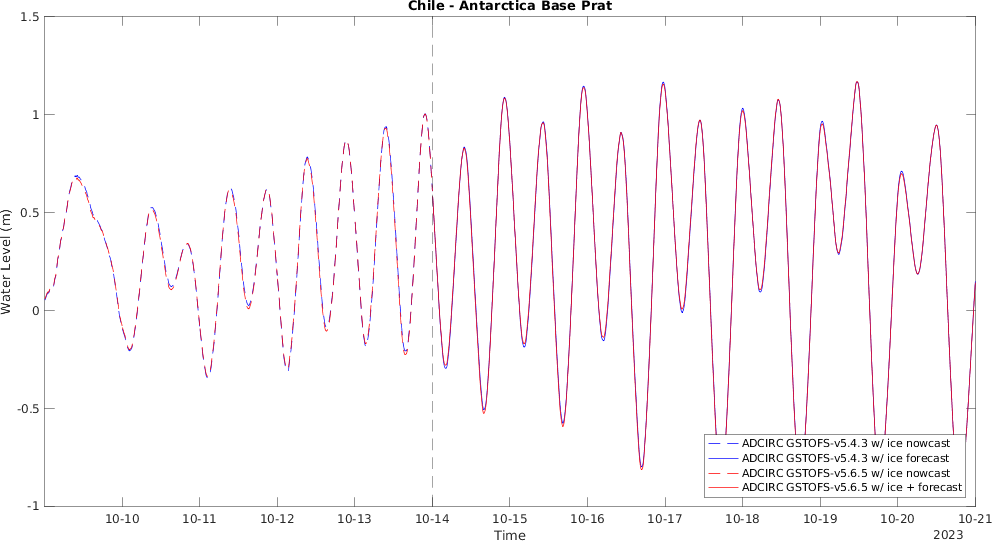 Chile - Antarctica Base Prat
Water Level (m)
1.5
1
0.5
0
-0.5
-1
ADCIRC GSTOFS-v5.4.3 w/ ice nowcast
ADCIRC GSTOFS-v5.4.3 w/ ice forecast
ADCIRC GSTOFS-v5.6.5 w/ ice nowcast
ADCIRC GSTOFS-v5.6.5 w/ ice + forecast
10-10 10-11 10-12 10-13 10-14 10-15 10-16 10-17 10-18 10-19 10-20 10-21
Time
2023